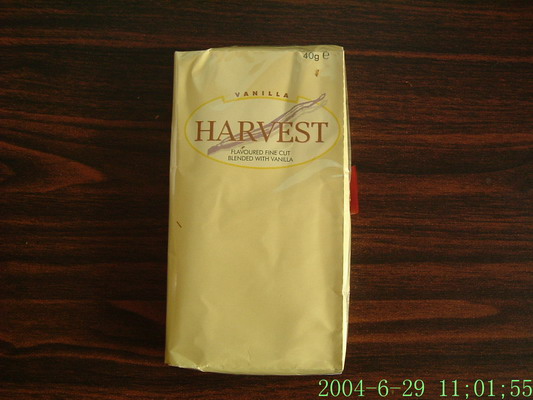 40g ℮
VANILLA
HARVEST
FLAVOURED FINE CUT
BLENDED WITH VANILLA
2004-6-29 11;01;55